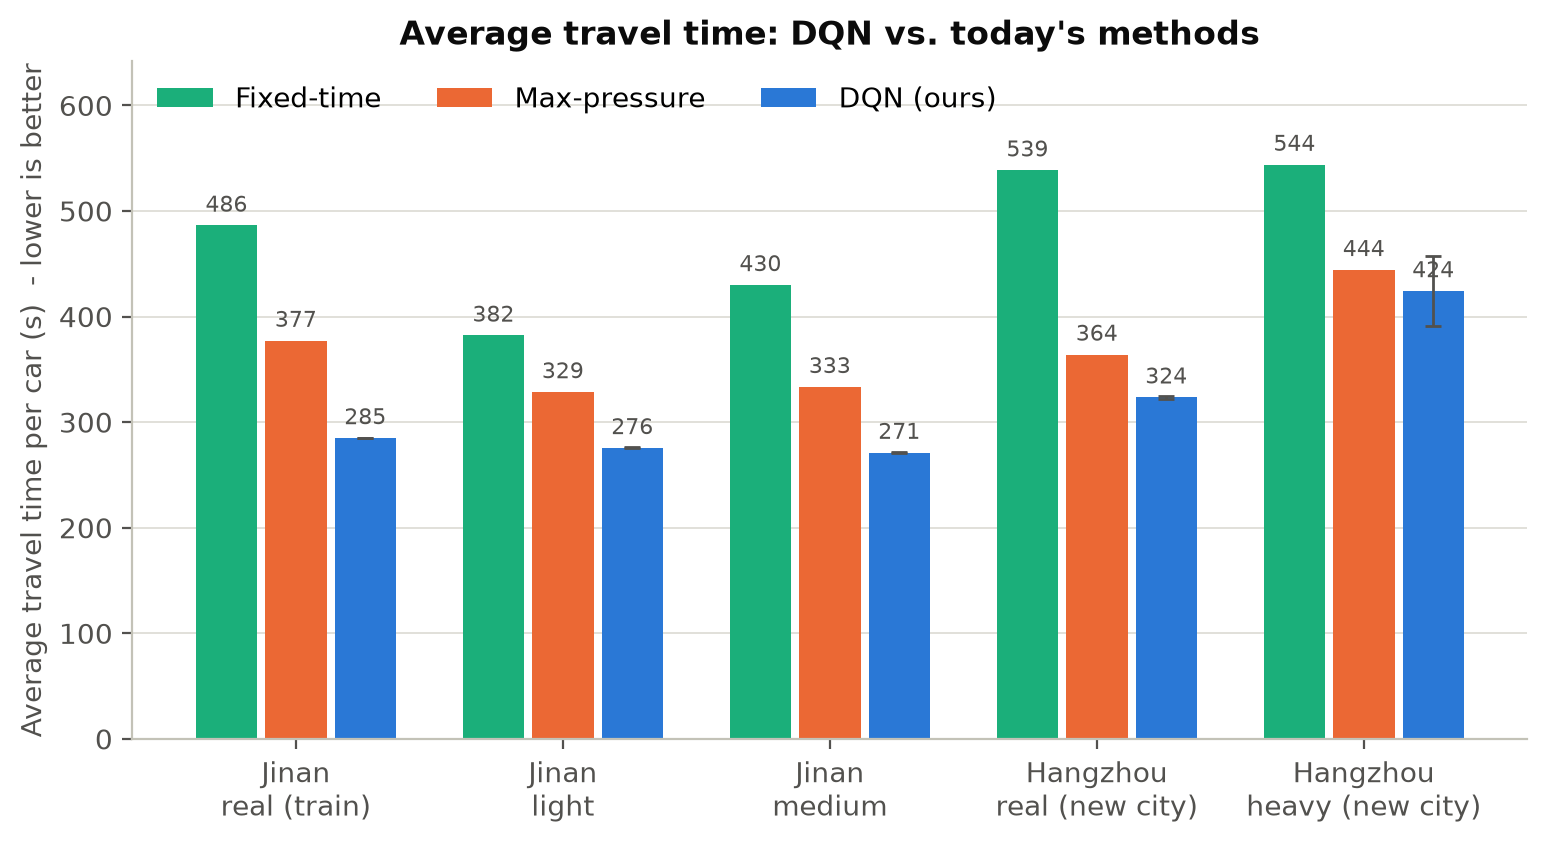 Average travel time: DQN vs. today's methods
Average travel time per car (s)  - lower is better
Fixed-time
Max-pressure
DQN (ours)
600
500
400
300
200
100
0
486
377
285
382
329
276
430
333
271
539
364
324
544
444
424
Jinan
real (train)
Jinan
light
Jinan
medium
Hangzhou
real (new city)
Hangzhou
heavy (new city)